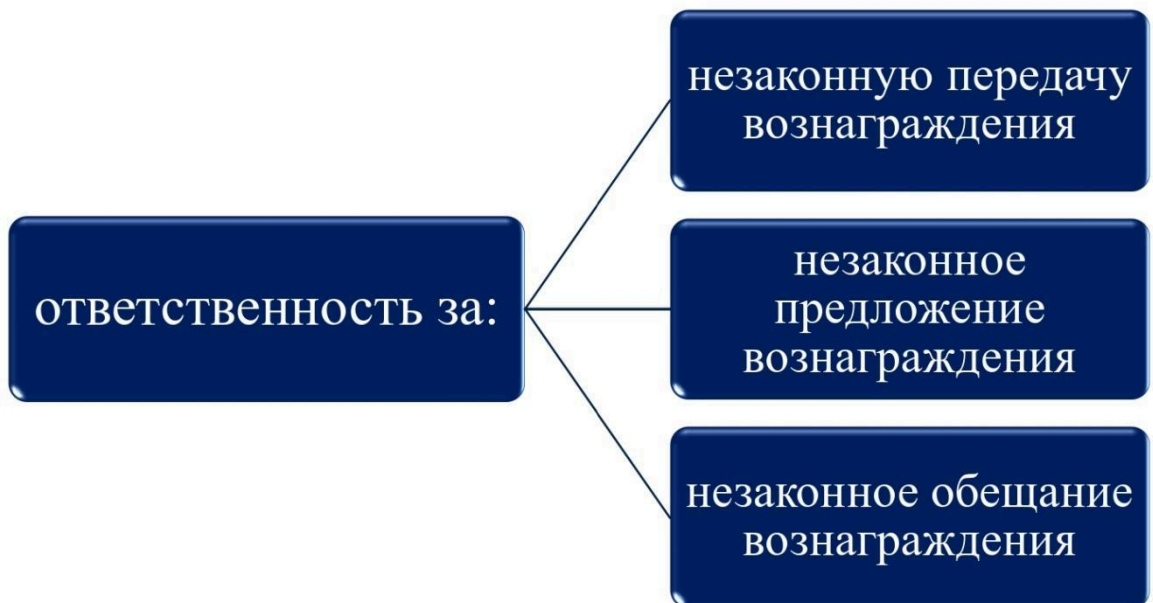 ответственность за:
незаконную передачу
вознаграждения
незаконное
предложение
вознаграждения
незаконное обещание
вознаграждения